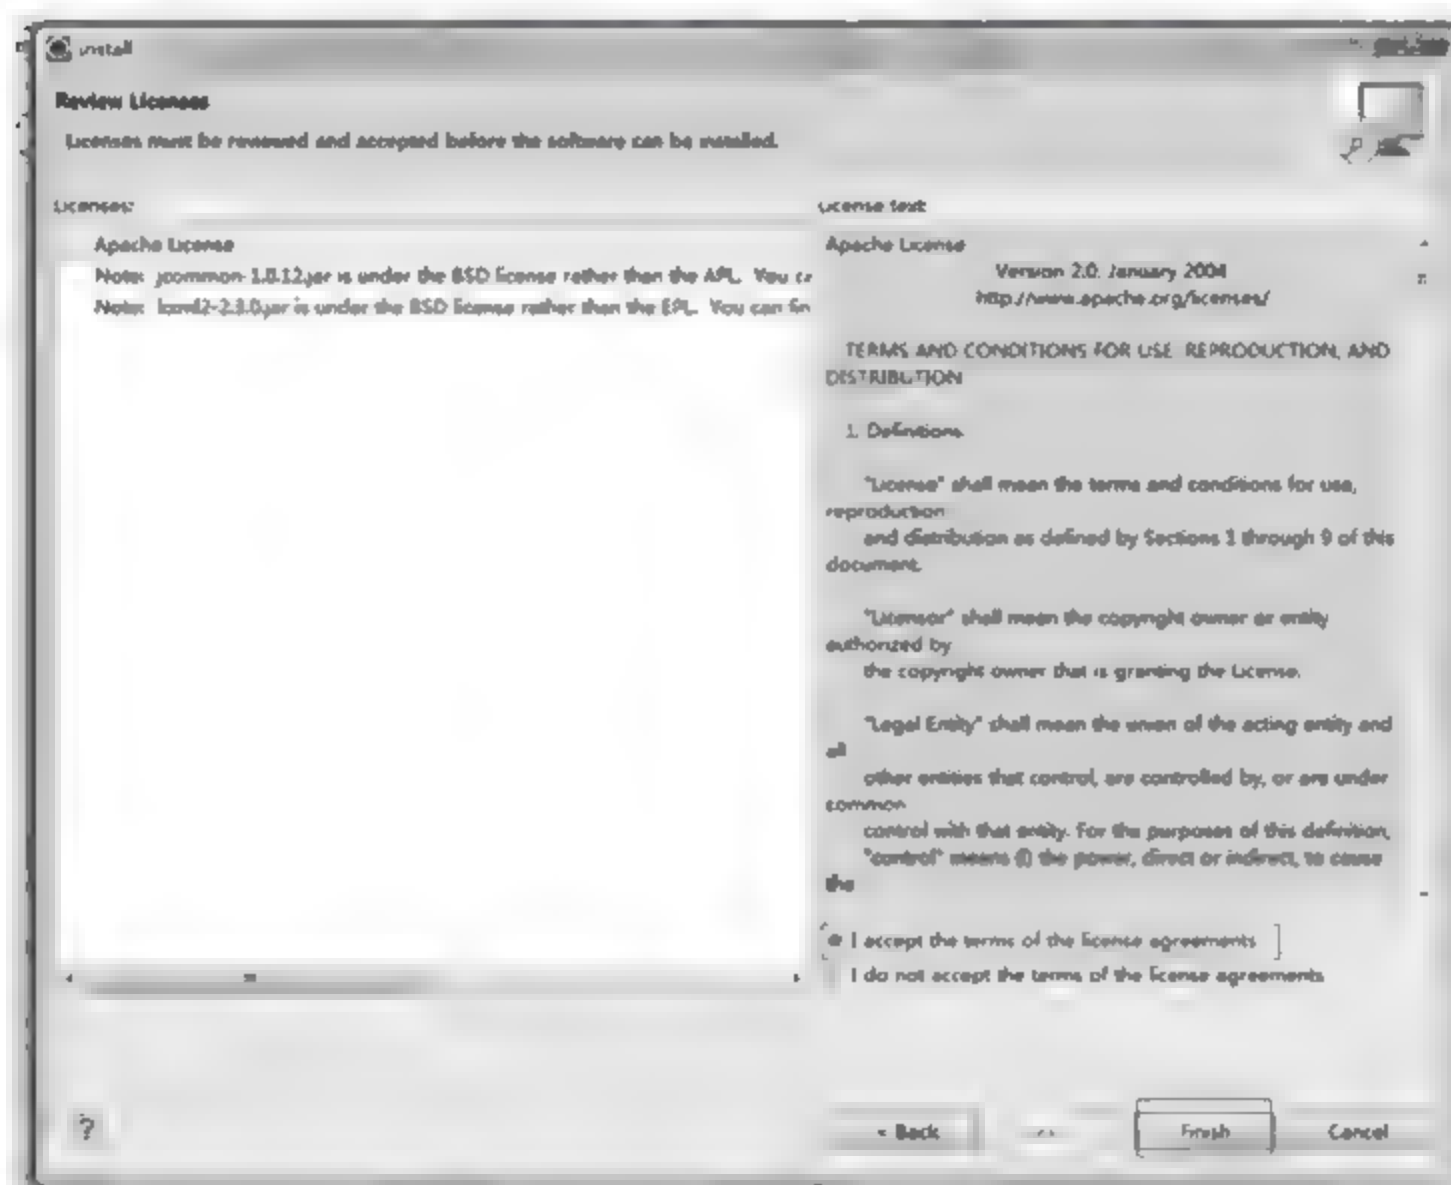 Install
Review Licenses
Licenses must be reviewed and accepted before the software can be installed.
Licenses:
Apache License
Note: jcommon-1.0.12.jar is under the BSD license rather than the APL. You ca
Note: is under the BSD license rather than the EPL. You can fin
License text:
Apache License
Version 2.0, January 2004
http://www.apache.org/licenses/
TERMS AND CONDITIONS FOR USE, REPRODUCTION, AND
DISTRIBUTION
1. Definitions.
"License" shall mean the terms and conditions for use,
reproduction,
and distribution as defined by Sections 1 through 9 of this
document.
"Licensor" shall mean the copyright owner or entity
authorized by
the copyright owner that is granting the License.
"Legal Entity" shall mean the union of the acting entity and
all
other entities that control, are controlled by, or are under
common
control with that entity. For the purposes of this definition,
"control" means (i) the power, direct or indirect, to cause
the
I accept the terms of the license agreements
I do not accept the terms of the license agreements
?
< Back
Finish
Cancel